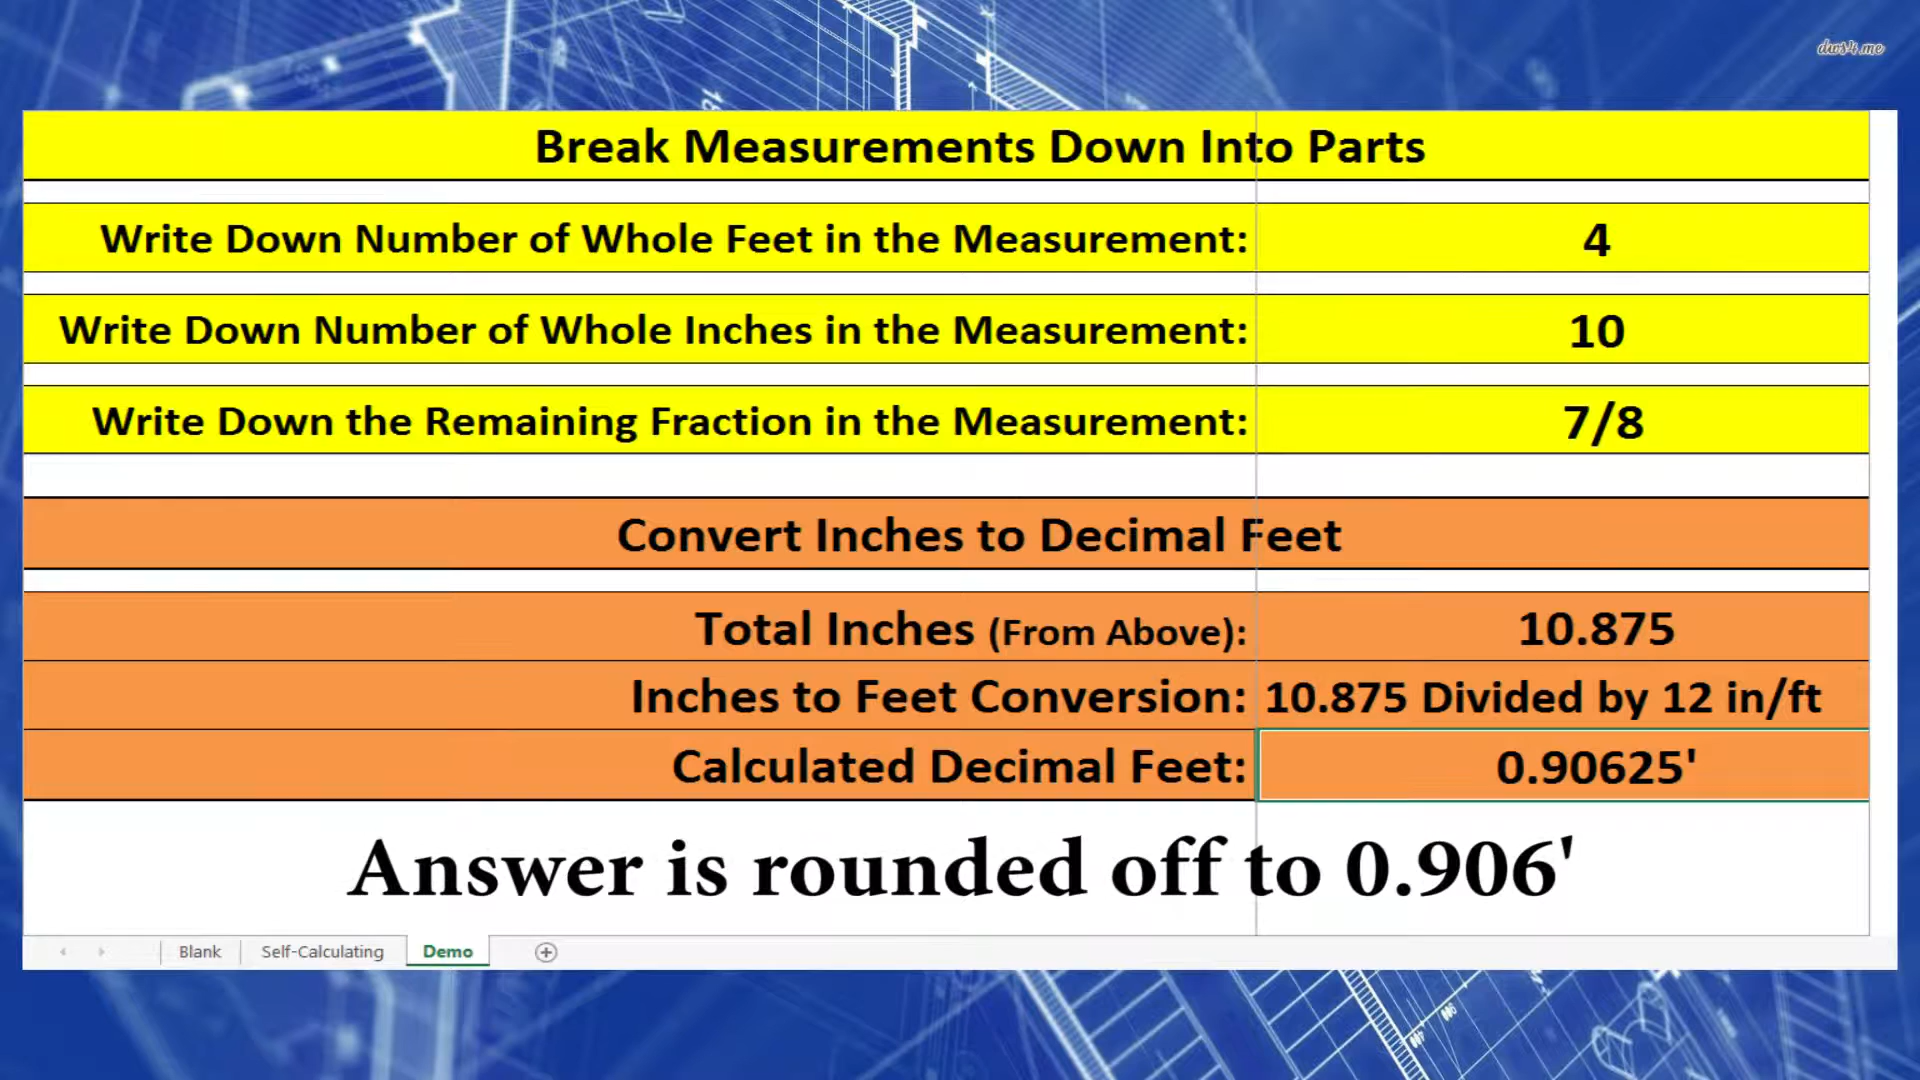 dws4.me
Break Measurements Down Into Parts
Write Down Number of Whole Feet in the Measurement: 4
Write Down Number of Whole Inches in the Measurement: 10
Write Down the Remaining Fraction in the Measurement: 7/8
Convert Inches to Decimal Feet
Total Inches (From Above): 10.875
Inches to Feet Conversion: 10.875 Divided by 12 in/ft
Calculated Decimal Feet: 0.90625'
Answer is rounded off to 0.906'
Blank Self-Calculating Demo